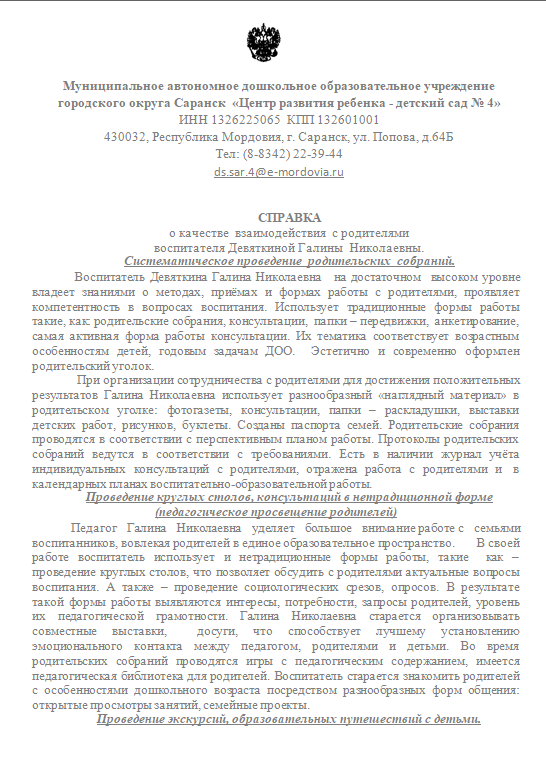 Муниципальное автономное дошкольное образовательное учреждение
городского округа Саранск «Центр развития ребенка - детский сад № 4»
ИНН 1326225065 КПП 132601001
430032, Республика Мордовия, г. Саранск, ул. Попова, д.64Б
Тел: (8-8342) 22-39-44
ds.sar.4@e-mordovia.ru
СПРАВКА
о качестве взаимодействия с родителями
воспитателя Девяткиной Галины Николаевны.
Систематическое проведение родительских собраний.
Воспитатель Девяткина Галина Николаевна на достаточном высоком уровне
владеет знаниями о методах, приёмах и формах работы с родителями, проявляет
компетентность в вопросах воспитания. Использует традиционные формы работы
такие, как: родительские собрания, консультации, папки – передвижки, анкетирование,
самая активная форма работы консультации. Их тематика соответствует возрастным
особенностям детей, годовым задачам ДОО. Эстетично и современно оформлен
родительский уголок.
При организации сотрудничества с родителями для достижения положительных
результатов Галина Николаевна использует разнообразный «наглядный материал» в
родительском уголке: фотогазеты, консультации, папки – раскладушки, выставки
детских работ, рисунков, буклеты. Созданы паспорта семей. Родительские собрания
проводятся в соответствии с перспективным планом работы. Протоколы родительских
собраний ведутся в соответствии с требованиями. Есть в наличии журнал учёта
индивидуальных консультаций с родителями, отражена работа с родителями и в
календарных планах воспитательно-образовательной работы.
Проведение круглых столов, консультаций в нетрадиционной форме
(педагогическое просвещение родителей)
Педагог Галина Николаевна уделяет большое внимание работе с семьями
воспитанников, вовлекая родителей в единое образовательное пространство. В своей
работе воспитатель использует и нетрадиционные формы работы, такие как –
проведение круглых столов, что позволяет обсудить с родителями актуальные вопросы
воспитания. А также – проведение социологических срезов, опросов. В результате
такой формы работы выявляются интересы, потребности, запросы родителей, уровень
их педагогической грамотности. Галина Николаевна старается организовывать
совместные выставки, досуги, что способствует лучшему установлению
эмоционального контакта между педагогом, родителями и детьми. Во время
родительских собраний проводятся игры с педагогическим содержанием, имеется
педагогическая библиотека для родителей. Воспитатель старается знакомить родителей
с особенностями дошкольного возраста посредством разнообразных форм общения:
открытые просмотры занятий, семейные проекты.
Проведение экскурсий, образовательных путешествий с детьми.